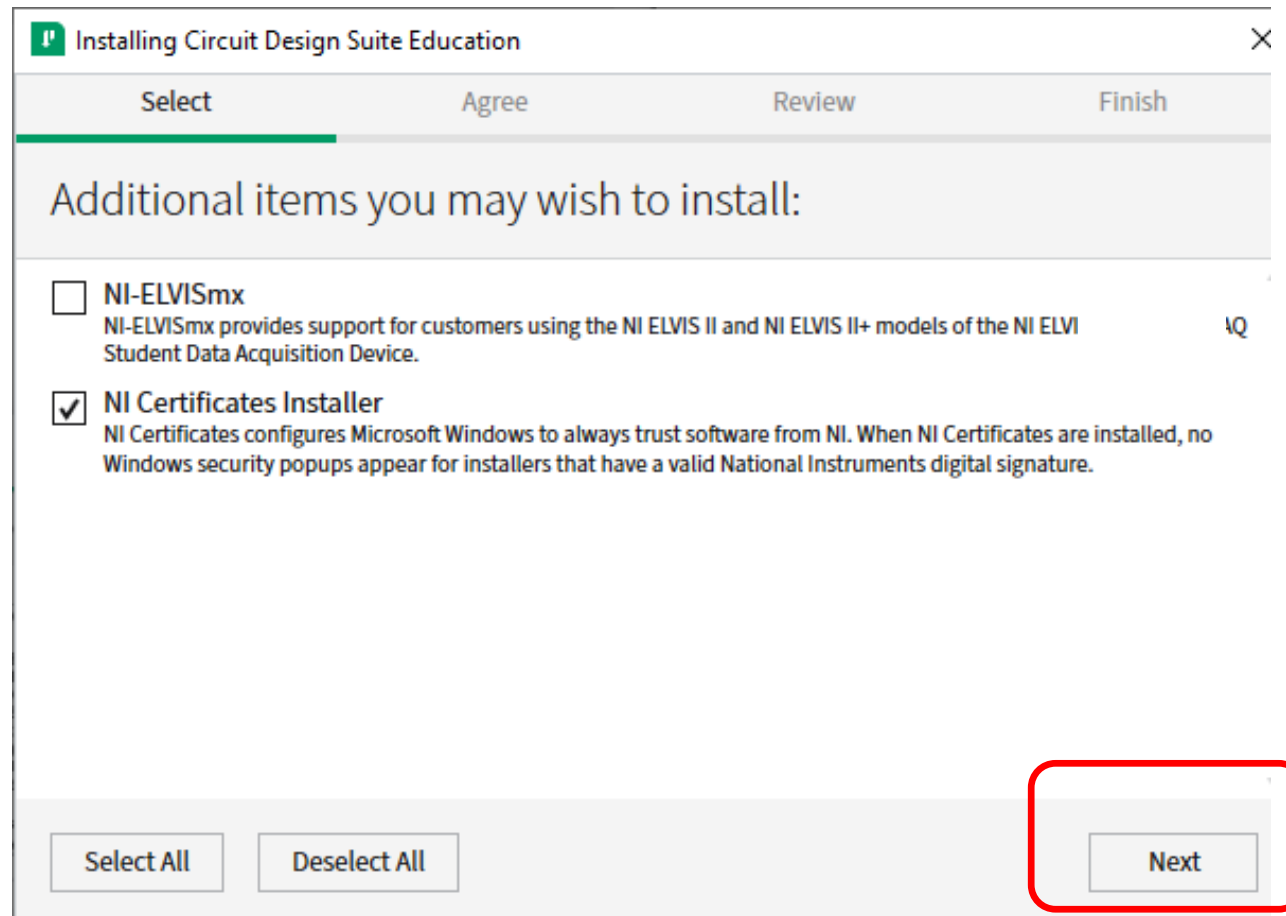 Installing Circuit Design Suite Education
Select Agree Review Finish
Additional items you may wish to install:
NI-ELVISmx
NI-ELVISmx provides support for customers using the NI ELVIS II and NI ELVIS II+ models of the NI
Student Data Acquisition Device.
NI Certificates Installer
NI Certificates configures Microsoft Windows to always trust software from NI. When NI Certificates are installed, no
Windows security popups appear for installers that have a valid National Instruments digital signature.
Select All Deselect All Next